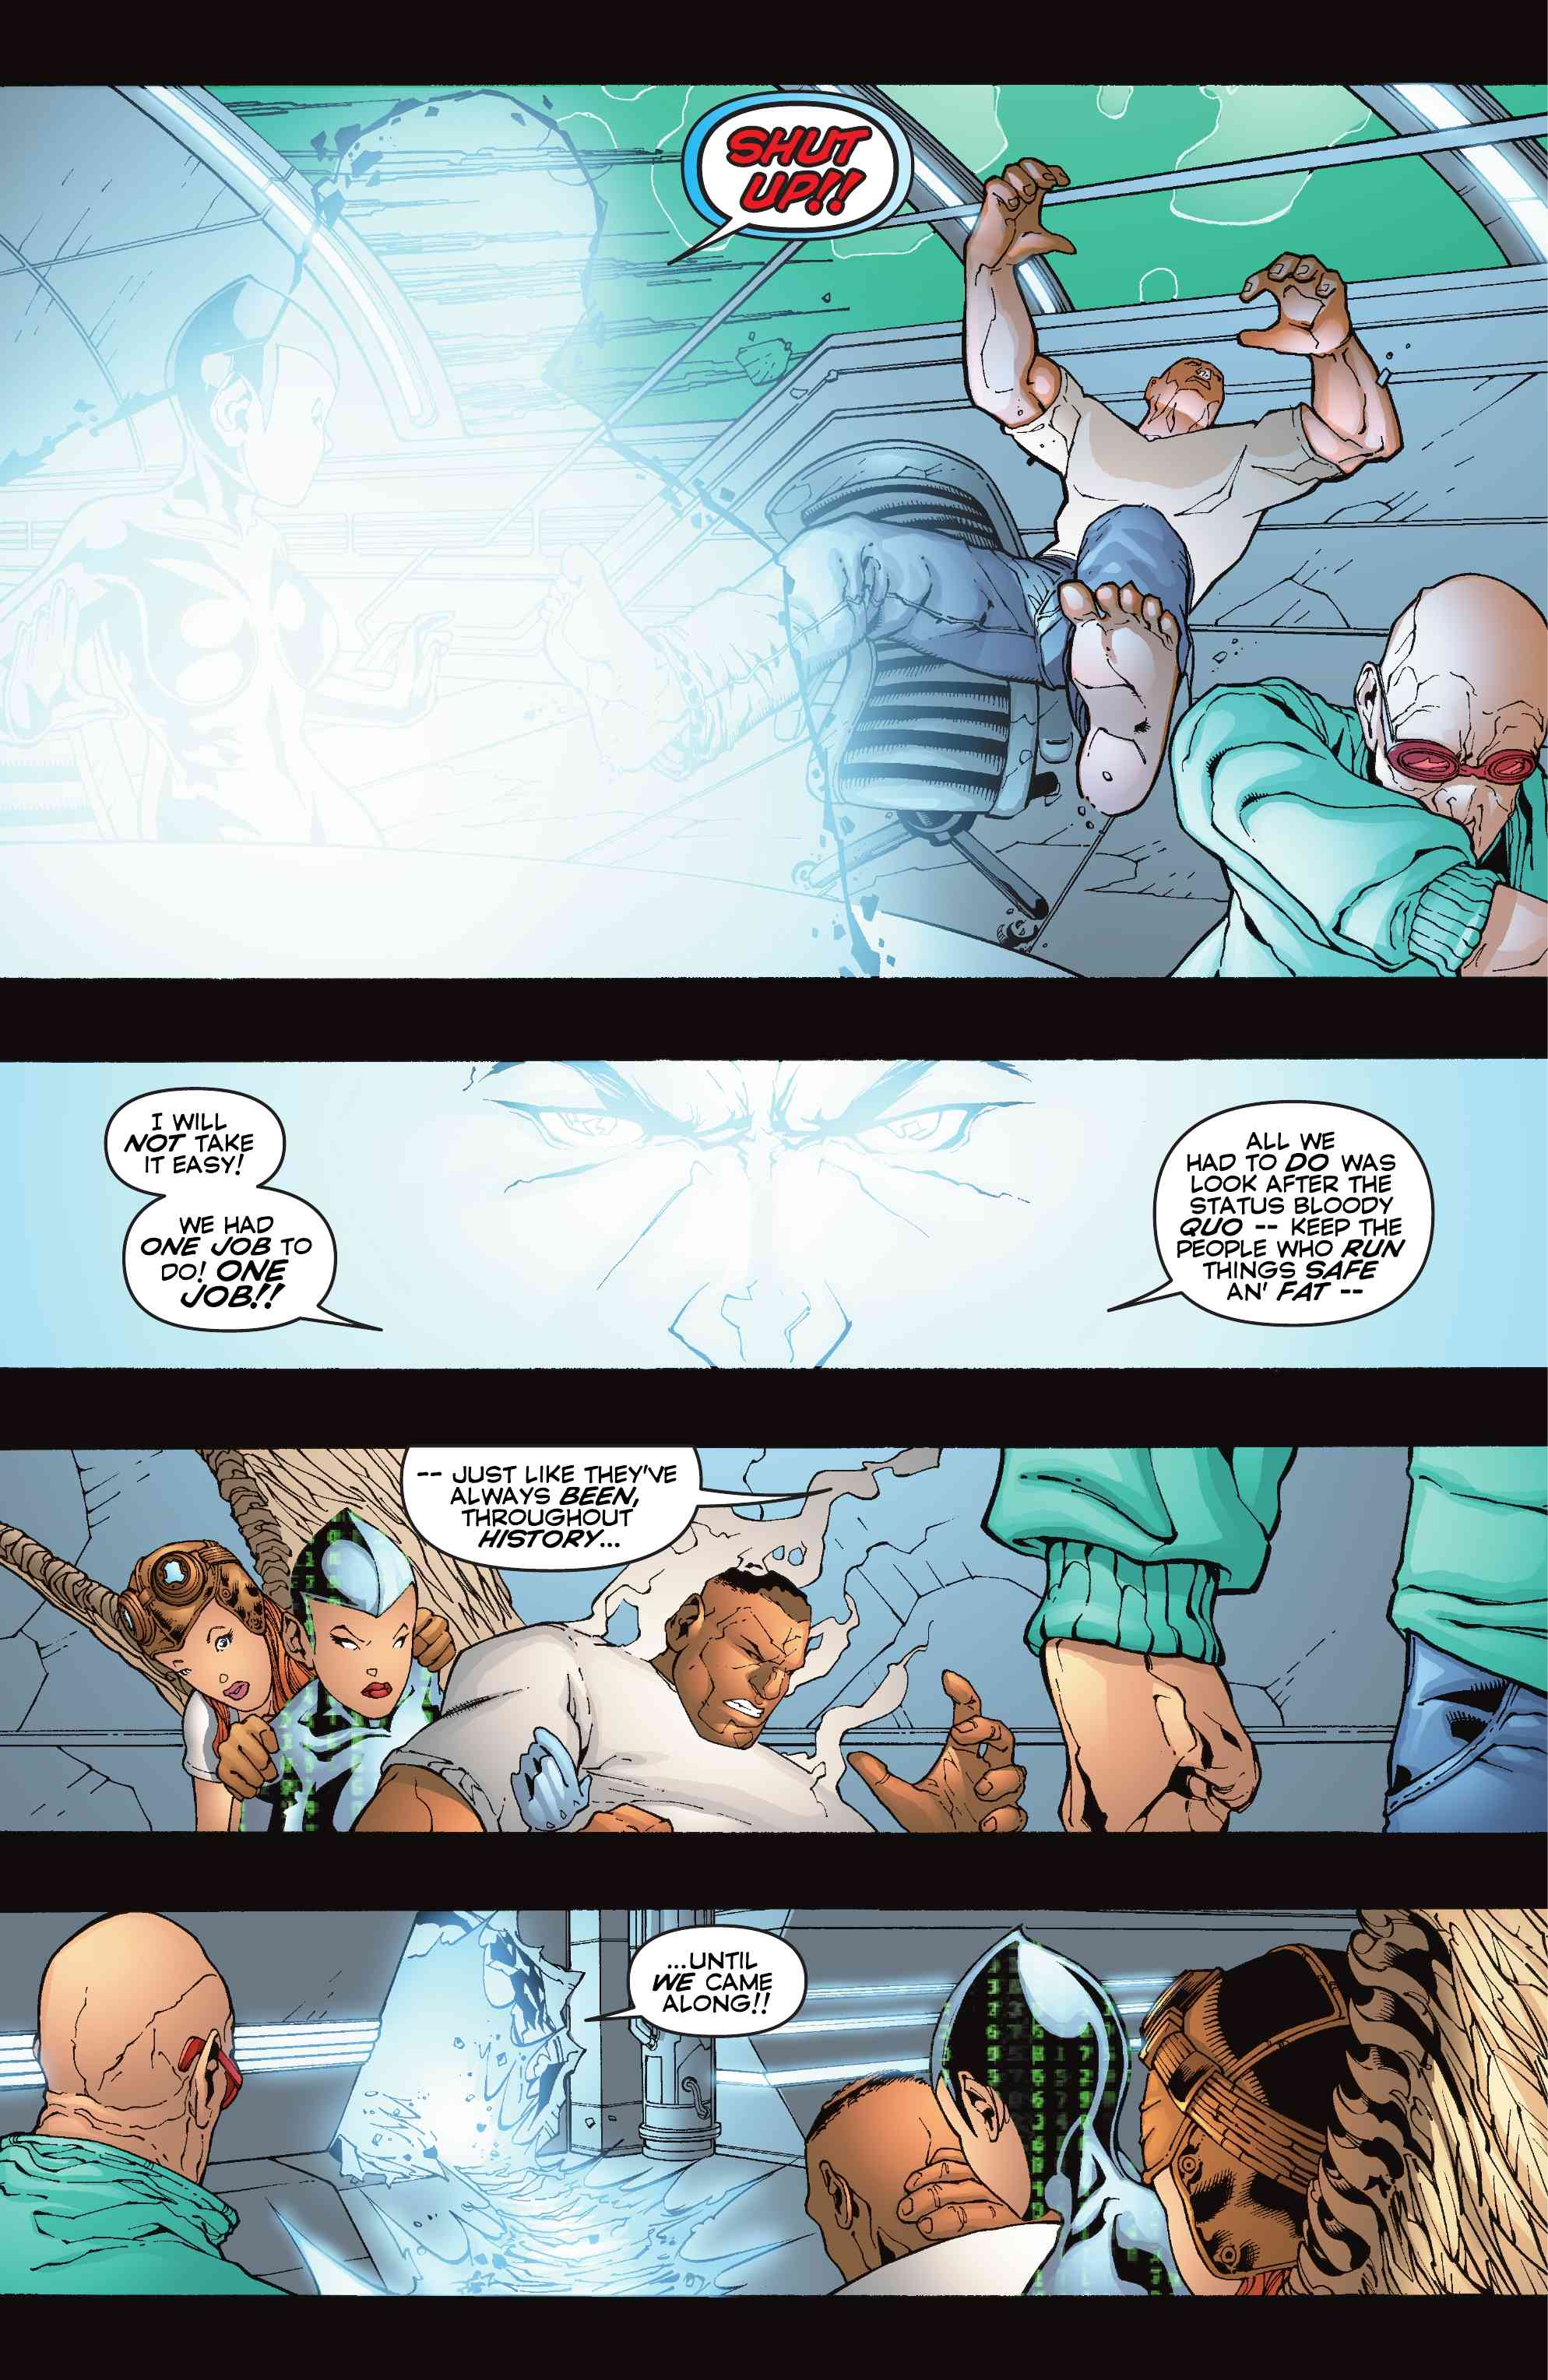 SHUT
UP!!
I WILL
NOT TAKE
IT EASY!
WE HAD
ONE JOB TO
DO! ONE
JOB!!
ALL WE
HAD TO DO WAS
LOOK AFTER THE
STATUS BLOODY
QUO -- KEEP THE
PEOPLE WHO RUN
THINGS SAFE
AN' FAT --
-- JUST LIKE THEY'VE
ALWAYS BEEN,
THROUGHOUT
HISTORY...
...UNTIL
WE CAME
ALONG!!